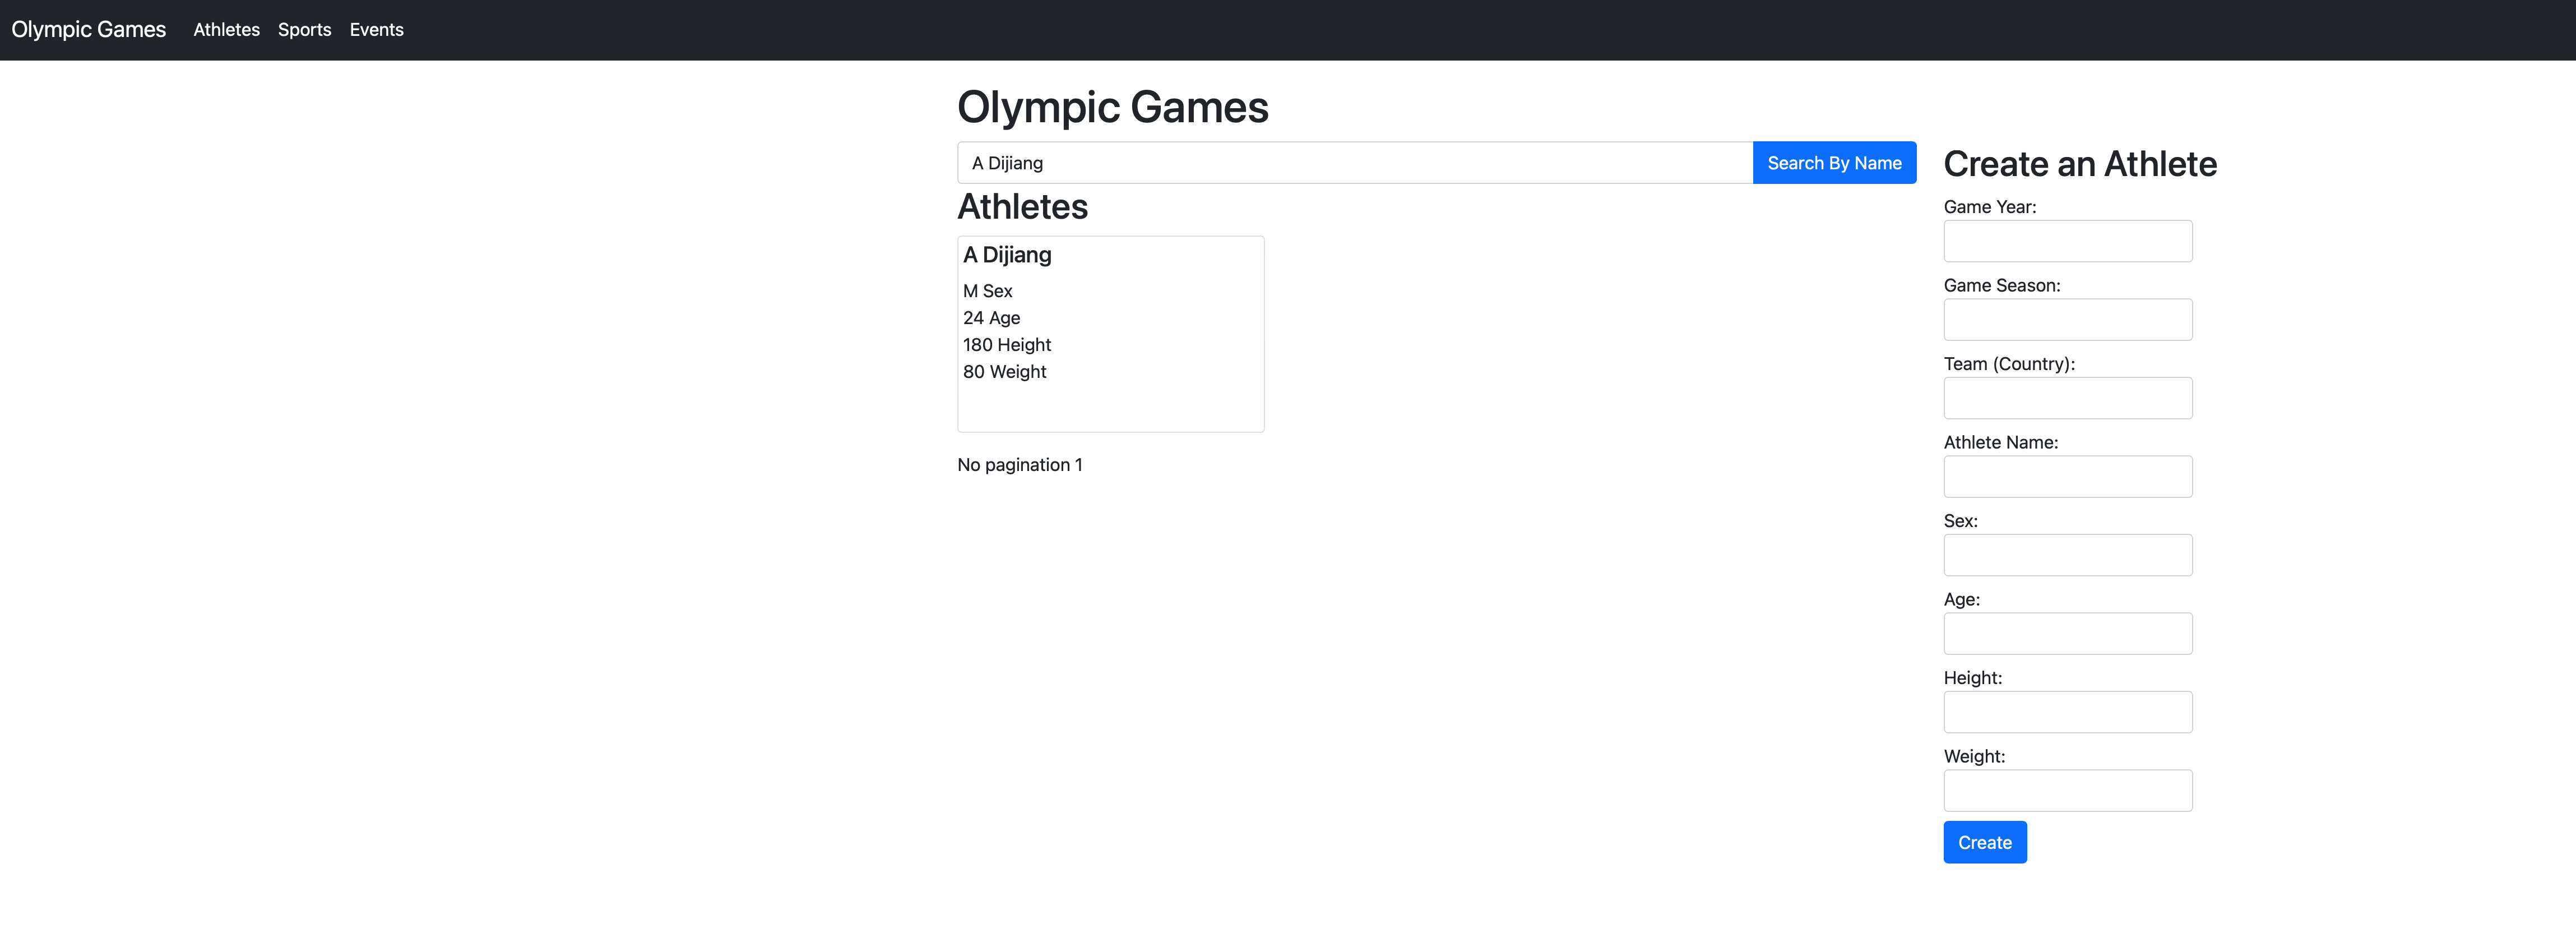 Olympic Games Athletes Sports Events
Olympic Games
A Dijiang Search By Name
Athletes
A Dijiang
M Sex
24 Age
180 Height
80 Weight
No pagination 1
Create an Athlete
Game Year:
Game Season:
Team (Country):
Athlete Name:
Sex:
Age:
Height:
Weight:
Create